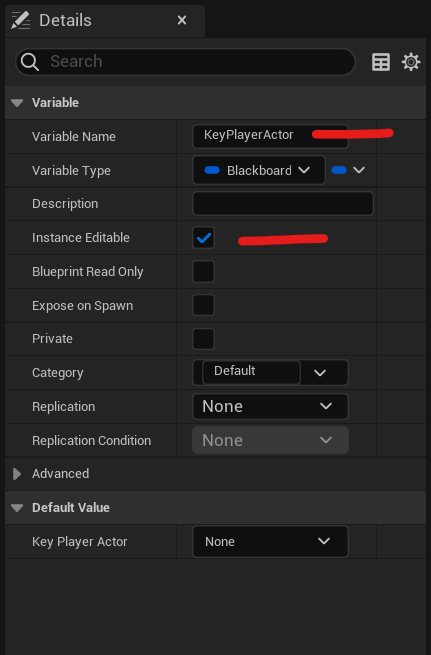 Details
Search
Variable
Variable Name KeyPlayerActor
Variable Type Blackboard
Description
Instance Editable
Blueprint Read Only
Expose on Spawn
Private
Category Default
Replication None
Replication Condition None
Advanced
Default Value
Key Player Actor None